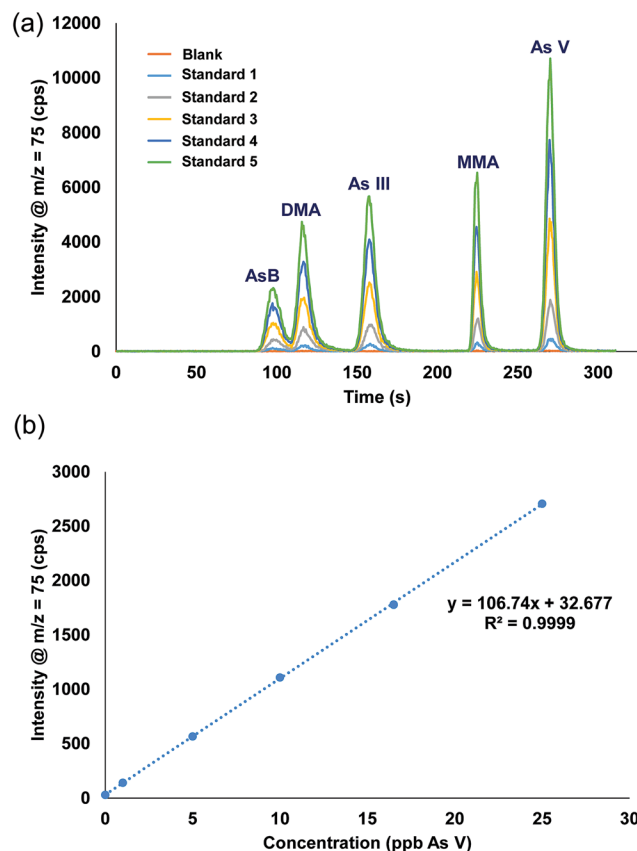 (a)
Intensity @ m/z = 75 (cps)
12000
10000
8000
6000
4000
2000
0
Blank
Standard 1
Standard 2
Standard 3
Standard 4
Standard 5
AsB
DMA
As III
MMA
As V
0 50 100 150 200 250 300
Time (s)
(b)
Intensity @ m/z = 75 (cps)
3000
2500
2000
1500
1000
500
0
y = 106.74x + 32.677
R² = 0.9999
0 5 10 15 20 25 30
Concentration (ppb As V)